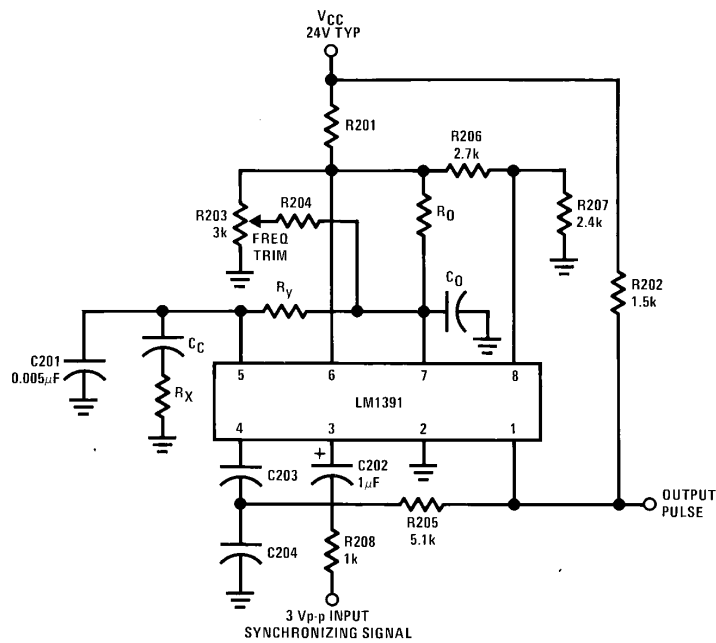 VCC
24V TYP
R201
R206
2.7k
R203
3k
R204
FREQ
TRIM
RO
R207
2.4k
CO
R202
1.5k
Ry
C201
0.005µF
CC
RX
5 6 7 8
LM1391
4 3 2 1
C203
+
C202
1µF
R205
5.1k
OUTPUT
PULSE
C204
R208
1k
3 Vp-p INPUT
SYNCHRONIZING SIGNAL